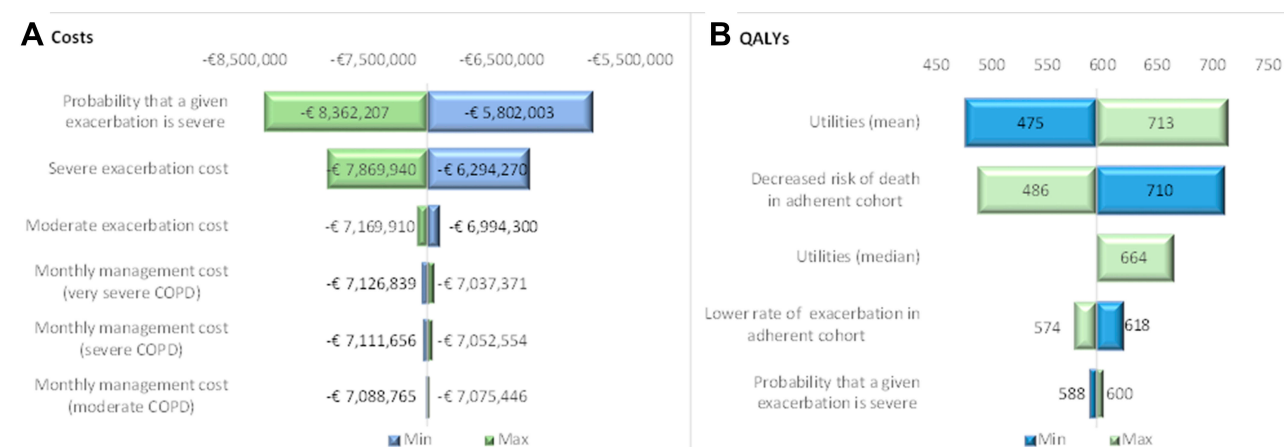 A Costs
-€8,500,000 -€7,500,000 -€6,500,000 -€5,500,000
Probability that a given
exacerbation is severe
-€ 8,362,207 -€ 5,802,003
Severe exacerbation cost
-€ 7,869,940 -€ 6,294,270
Moderate exacerbation cost
-€ 7,169,910 -€ 6,994,300
Monthly management cost
(very severe COPD)
-€ 7,126,839 -€ 7,037,371
Monthly management cost
(severe COPD)
-€ 7,111,656 -€ 7,052,554
Monthly management cost
(moderate COPD)
-€ 7,088,765 -€ 7,075,446
Min Max
B QALYs
450 500 550 600 650 700 750
Utilities (mean)
475 713
Decreased risk of death
in adherent cohort
486 710
Utilities (median)
664
Lower rate of exacerbation in
adherent cohort
574 618
Probability that a given
exacerbation is severe
588 600
Min Max